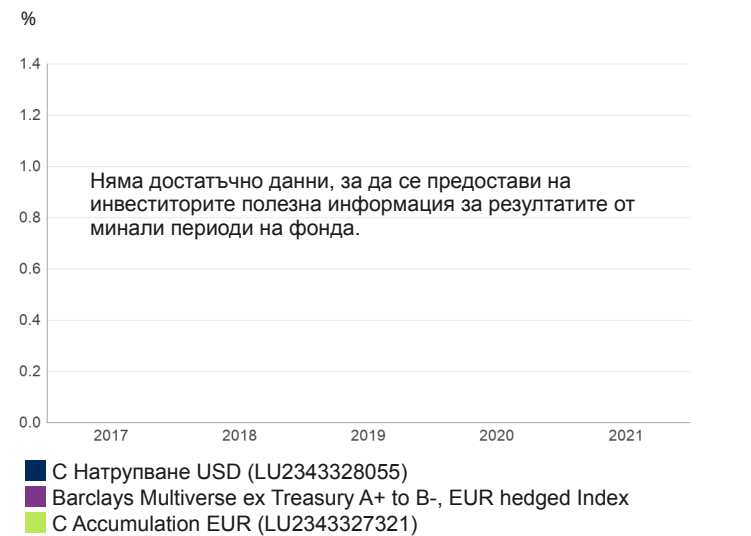 %
1.4
1.2
1.0
Няма достатъчно данни, за да се предостави на
инвеститорите полезна информация за резултатите от
минали периоди на фонда.
0.8
0.6
0.4
0.2
0.0
2017 2018 2019 2020 2021
C Натрупване USD (LU2343328055)
Barclays Multiverse ex Treasury A+ to B-, EUR hedged Index
C Accumulation EUR (LU2343327321)